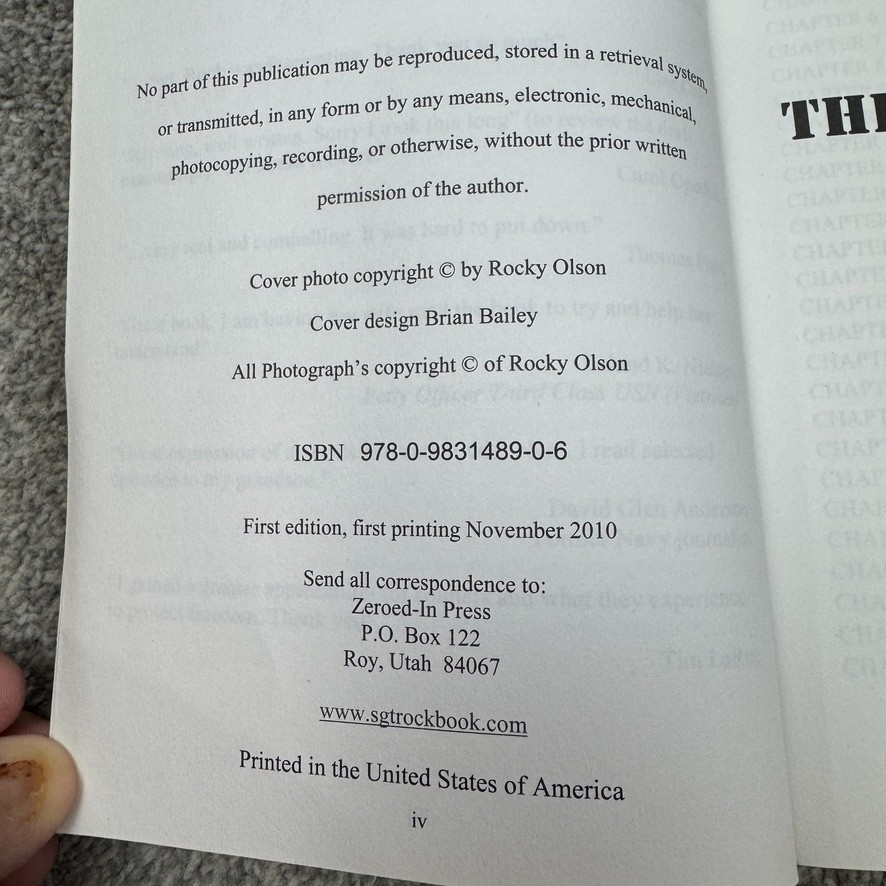 No part of this publication may be reproduced, stored in a retrieval system,
or transmitted, in any form or by any means, electronic, mechanical,
photocopying, recording, or otherwise, without the prior written
permission of the author.
Cover photo copyright © by Rocky Olson
Cover design Brian Bailey
All Photograph's copyright © of Rocky Olson
ISBN 978-0-9831489-0-6
First edition, first printing November 2010
Send all correspondence to:
Zeroed-In Press
P.O. Box 122
Roy, Utah 84067
www.sgtrockbook.com
Printed in the United States of America
iv